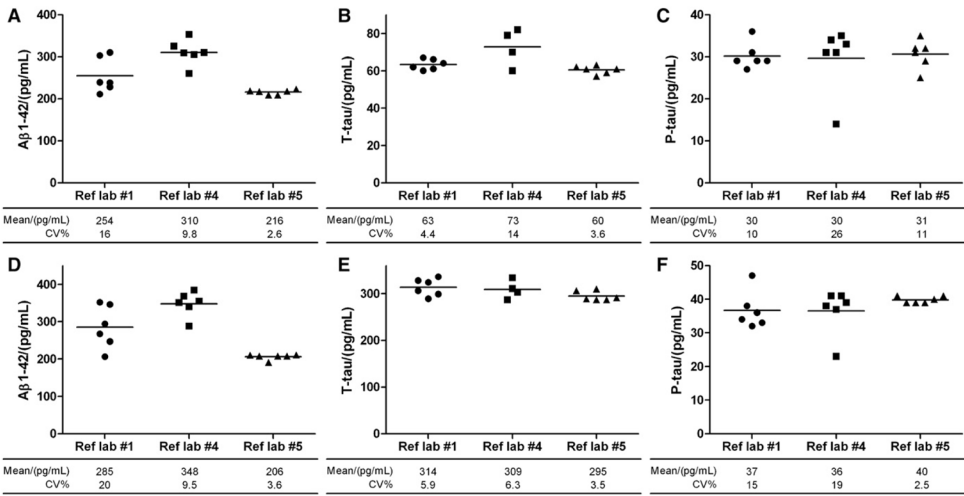 A
Aβ1-42/(pg/mL)
400
300
200
100
0
Ref lab #1 Ref lab #4 Ref lab #5
Mean/(pg/mL) 254 310 216
CV% 16 9.8 2.6
B
T-tau/(pg/mL)
80
60
40
20
0
Ref lab #1 Ref lab #4 Ref lab #5
Mean/(pg/mL) 63 73 60
CV% 4.4 14 3.6
C
P-tau/(pg/mL)
40
30
20
10
0
Ref lab #1 Ref lab #4 Ref lab #5
Mean/(pg/mL) 30 30 31
CV% 10 26 11
D
Aβ1-42/(pg/mL)
400
300
200
100
0
Ref lab #1 Ref lab #4 Ref lab #5
Mean/(pg/mL) 285 348 206
CV% 20 9.5 3.6
E
T-tau/(pg/mL)
300
200
100
0
Ref lab #1 Ref lab #4 Ref lab #5
Mean/(pg/mL) 314 309 295
CV% 5.9 6.3 3.5
F
P-tau/(pg/mL)
50
40
30
20
10
0
Ref lab #1 Ref lab #4 Ref lab #5
Mean/(pg/mL) 37 36 40
CV% 15 19 2.5